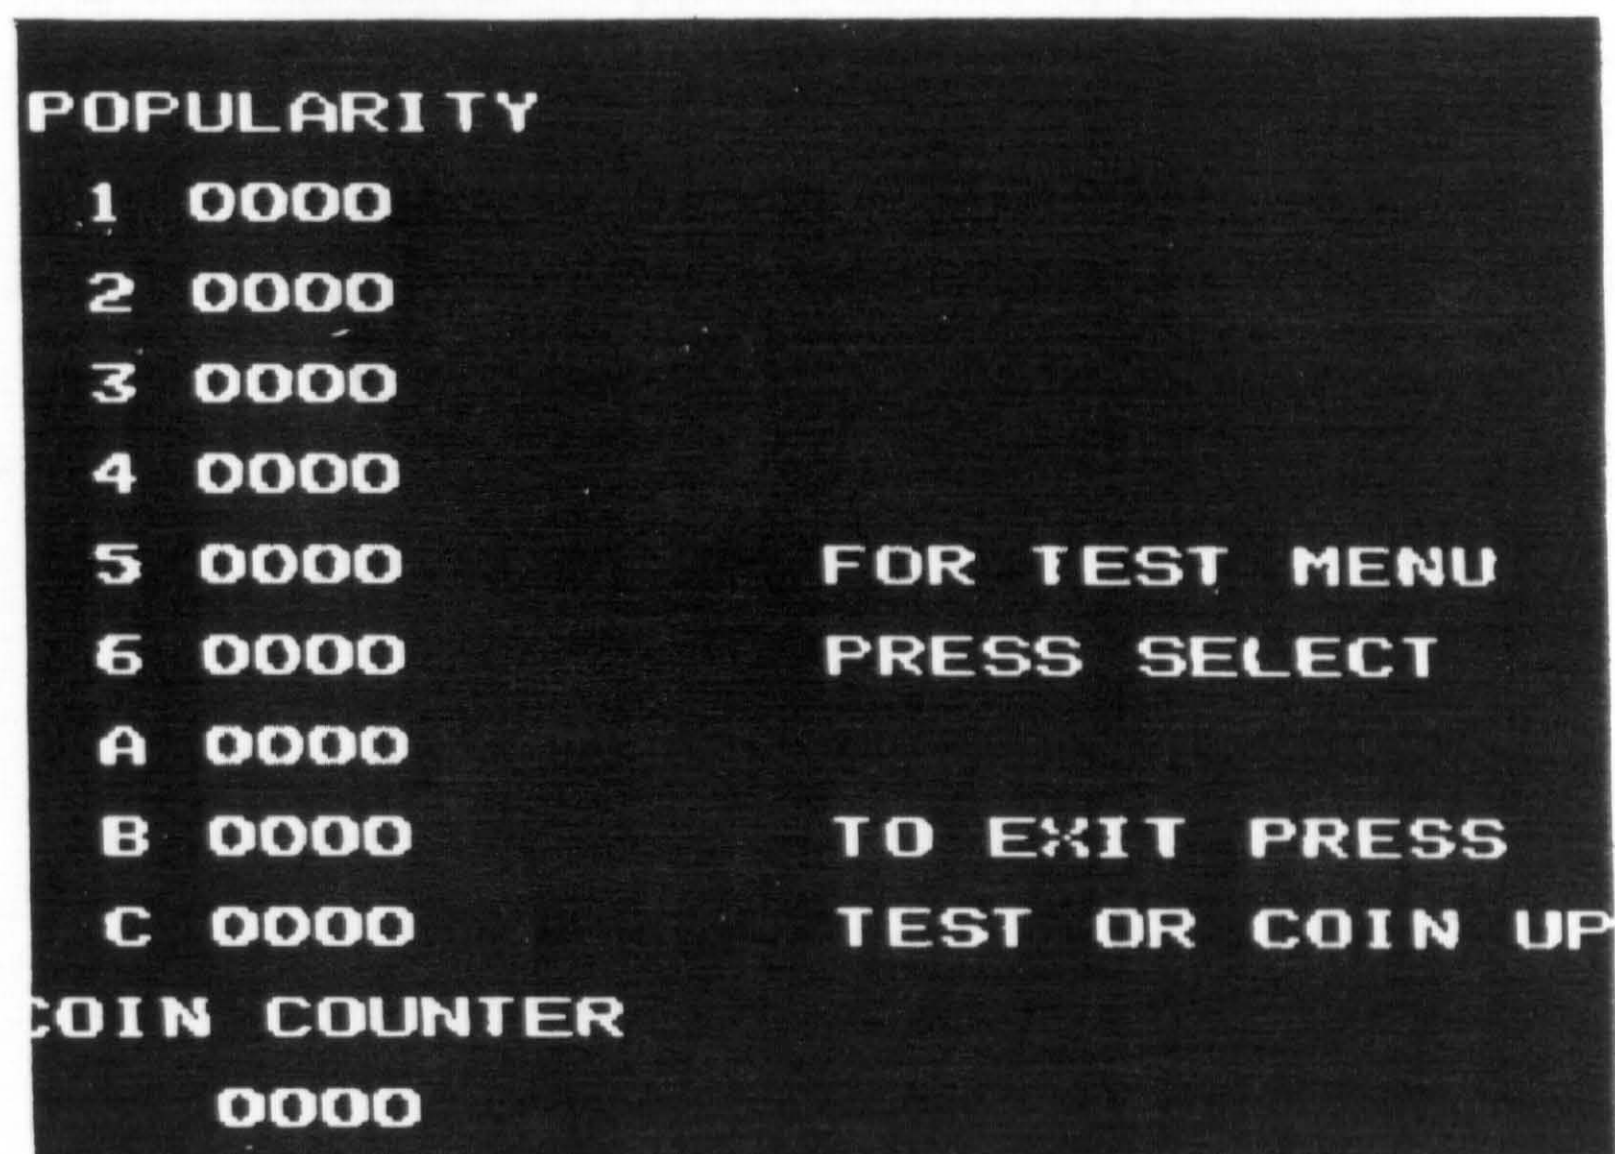 POPULARITY
1 0000
2 0000
3 0000
4 0000
5 0000
6 0000
A 0000
B 0000
C 0000
COIN COUNTER
0000
FOR TEST MENU
PRESS SELECT
TO EXIT PRESS
TEST OR COIN UP